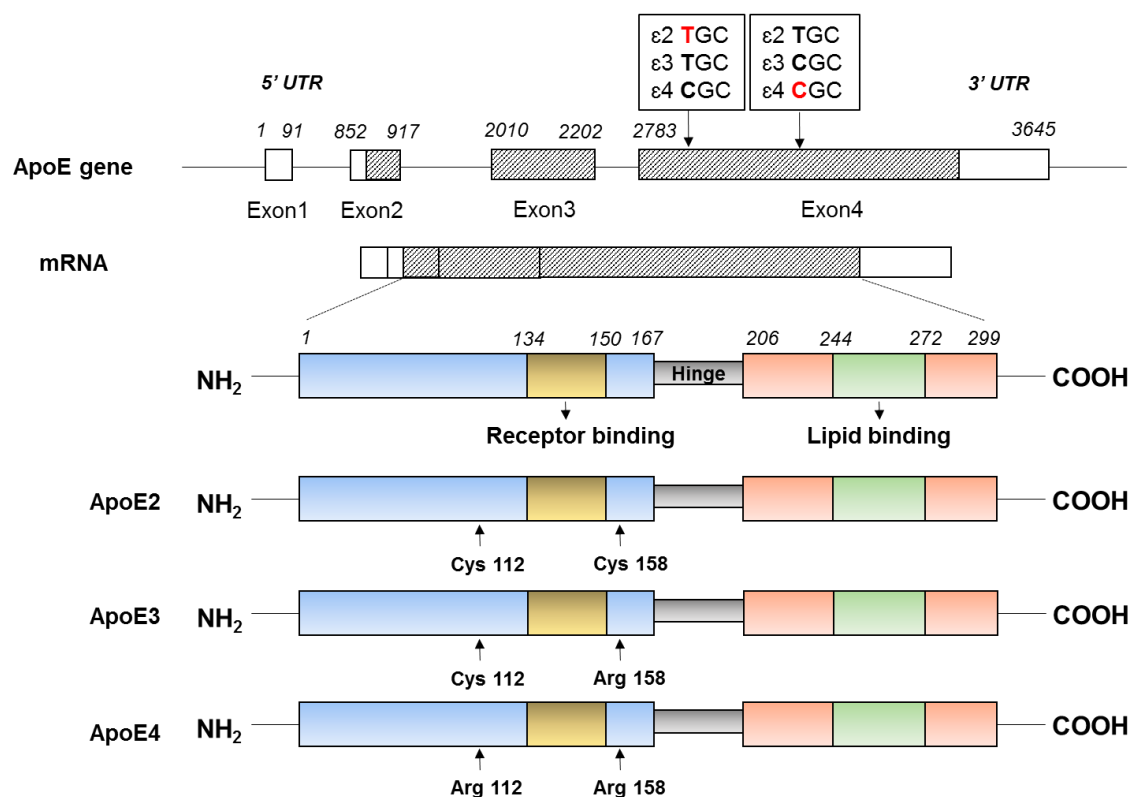 ε2 TGC
ε3 TGC
ε4 CGC
ε2 TGC
ε3 CGC
ε4 CGC
5’ UTR
3’ UTR
1 91 852 917 2010 2202 2783 3645
ApoE gene
Exon1 Exon2 Exon3 Exon4
mRNA
1 134 150 167 206 244 272 299
NH2 Hinge COOH
Receptor binding Lipid binding
ApoE2 NH2 COOH
Cys 112 Cys 158
ApoE3 NH2 COOH
Cys 112 Arg 158
ApoE4 NH2 COOH
Arg 112 Arg 158